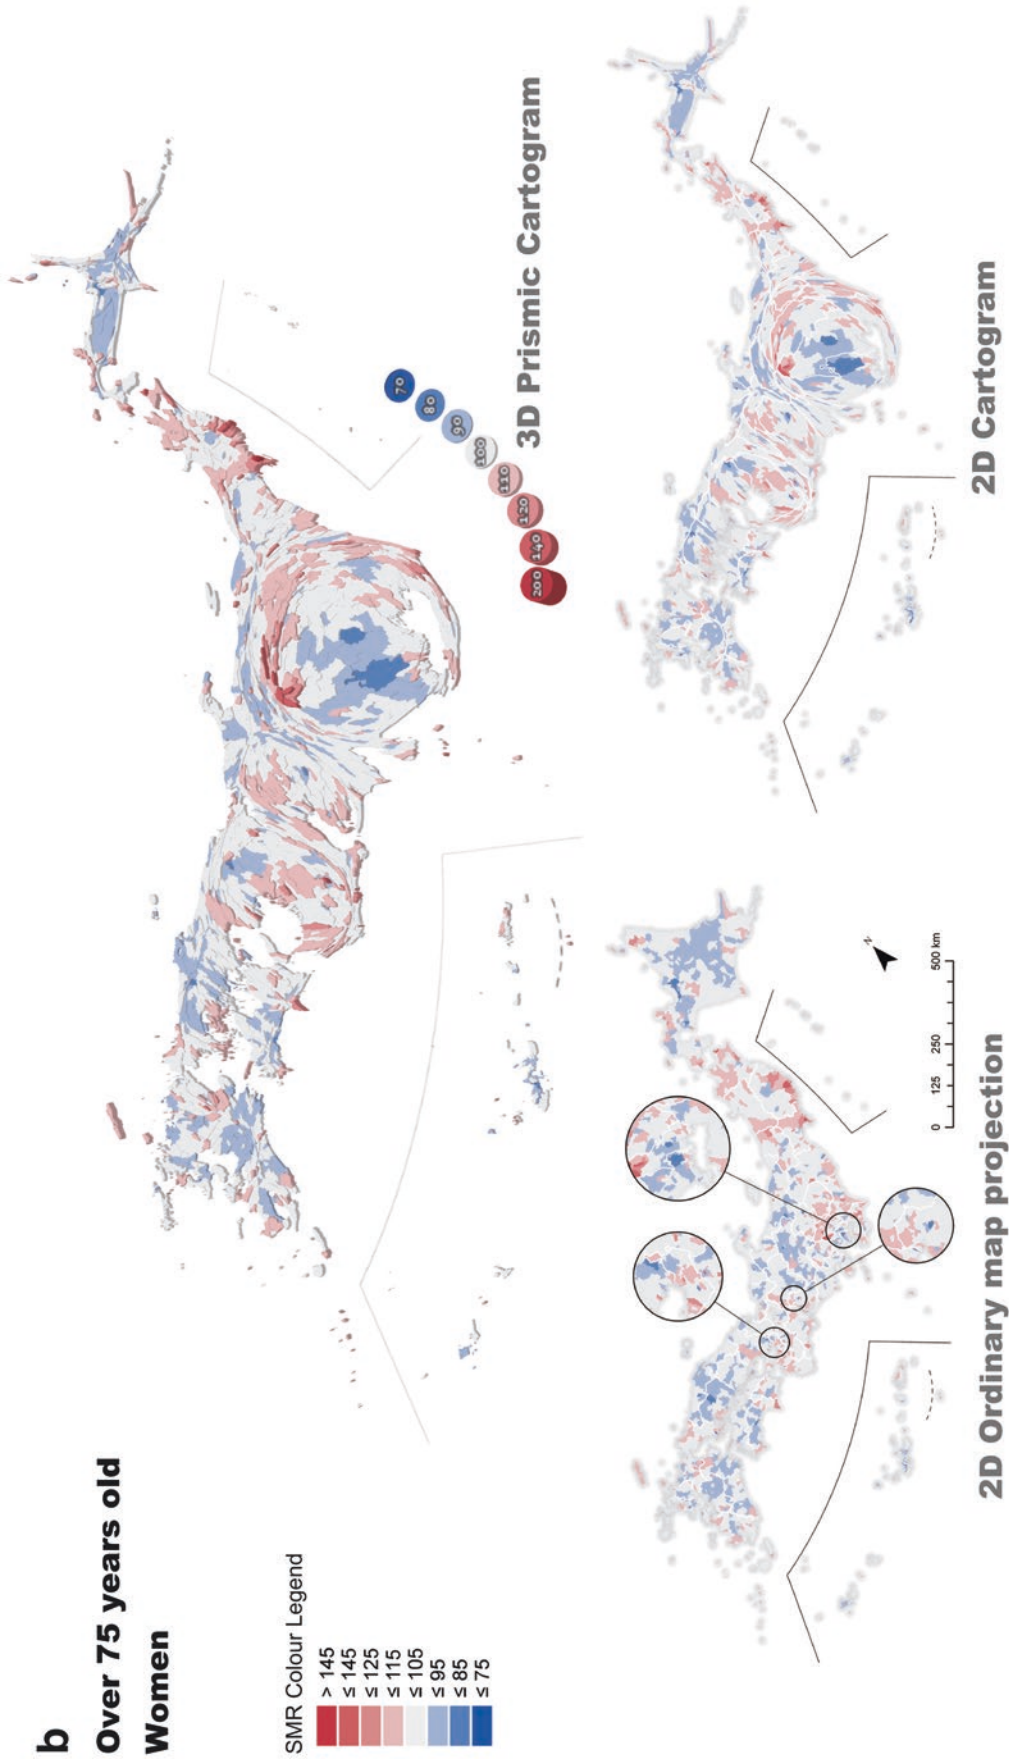 b
Over 75 years old
Women
SMR Colour Legend
> 145
≤ 145
≤ 125
≤ 115
≤ 105
≤ 95
≤ 85
≤ 75
200
140
120
110
100
90
80
70
3D Prismic Cartogram
N
0 125 250 500 km
2D Ordinary map projection
2D Cartogram